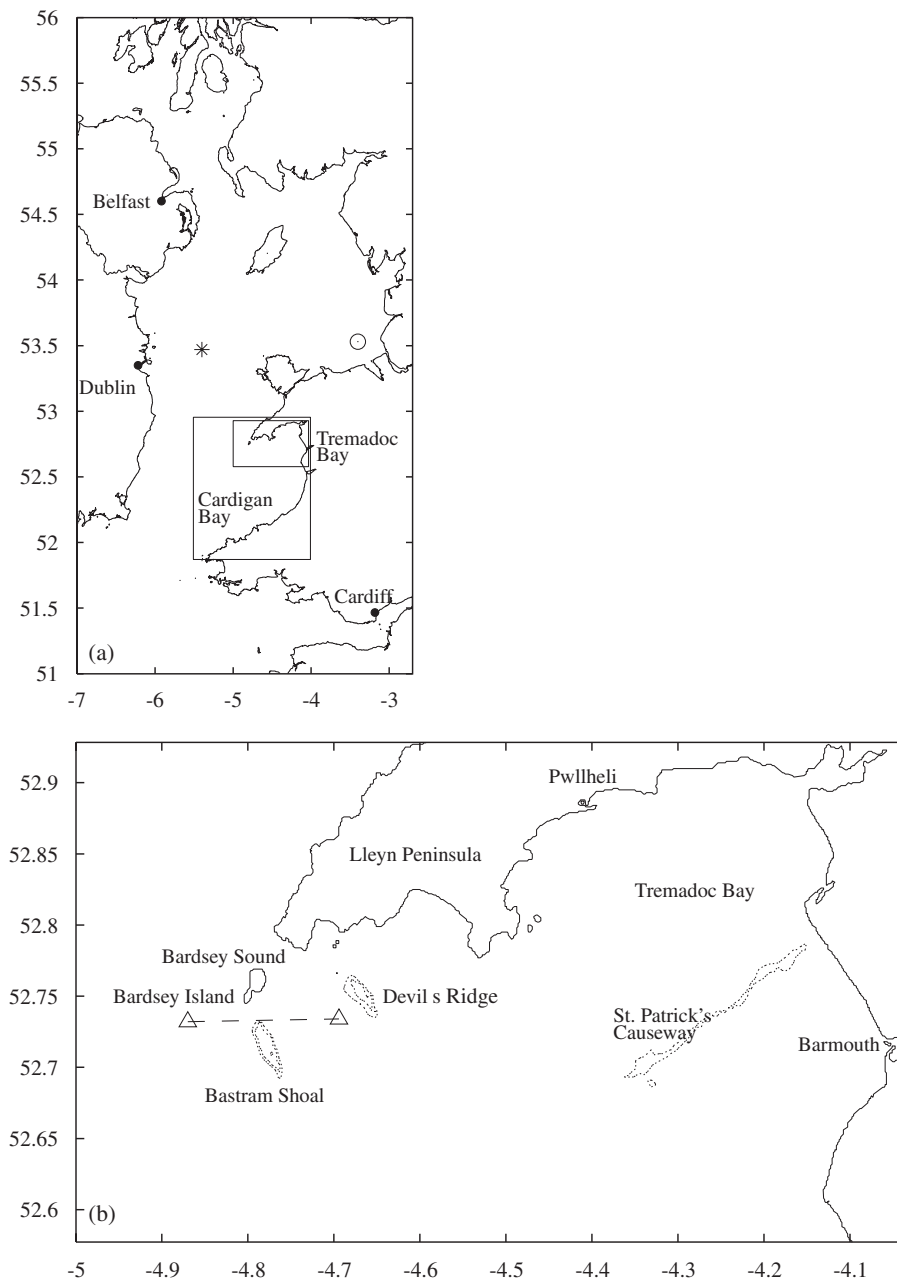 56
55.5
55
54.5
54
53.5
53
52.5
52
51.5
51
Belfast
Dublin
Tremadoc
Bay
Cardigan
Bay
Cardiff
(a)
-7 -6 -5 -4 -3
52.9
52.85
52.8
52.75
52.7
52.65
52.6
Pwllheli
Lleyn Peninsula
Tremadoc Bay
Bardsey Sound
Bardsey Island
Devil s Ridge
St. Patrick's
Causeway
Barmouth
Bastram Shoal
(b)
-5 -4.9 -4.8 -4.7 -4.6 -4.5 -4.4 -4.3 -4.2 -4.1